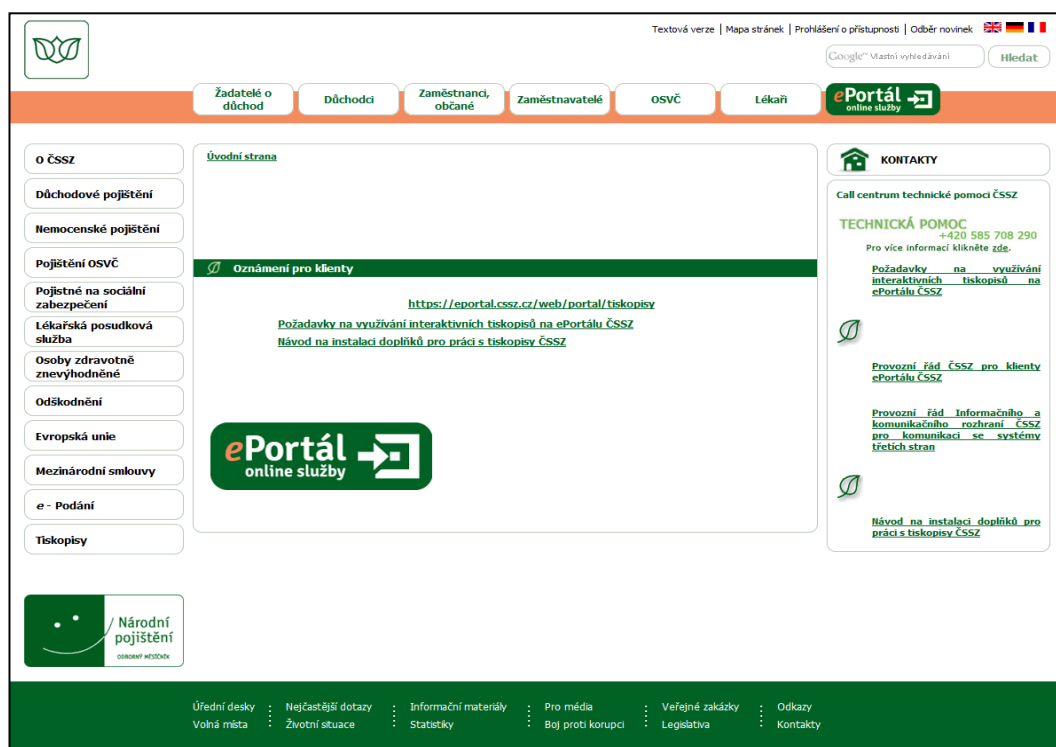 Textová verze | Mapa stránek | Prohlášení o přístupnosti | Odběr novinek
Google™ Vlastní vyhledávání
Hledat
Žadatelé o
důchod
Důchodci
Zaměstnanci,
občané
Zaměstnavatelé
OSVČ
Lékaři
ePortál
online služby
O ČSSZ
Důchodové pojištění
Nemocenské pojištění
Pojištění OSVČ
Pojistné na sociální
zabezpečení
Lékařská posudková
služba
Osoby zdravotně
znevýhodněné
Odškodnění
Evropská unie
Mezinárodní smlouvy
e - Podání
Tiskopisy
Národní
pojištění
ODBORNÝ MĚSÍČNÍK
Úvodní strana
Oznámení pro klienty
https://eportal.cssz.cz/web/portal/tiskopisy
Požadavky na využívání interaktivních tiskopisů na ePortálu ČSSZ
Návod na instalaci doplňků pro práci s tiskopisy ČSSZ
ePortál
online služby
KONTAKTY
Call centrum technické pomoci ČSSZ
TECHNICKÁ POMOC
+420 585 708 290
Pro více informací klikněte zde.
Požadavky na využívání
interaktivních tiskopisů na
ePortálu ČSSZ
Provozní řád ČSSZ pro klienty
ePortálu ČSSZ
Provozní řád Informačního a
komunikačního rozhraní ČSSZ
pro komunikaci se systémy
třetích stran
Návod na instalaci doplňků pro
práci s tiskopisy ČSSZ
Úřední desky
Nejčastější dotazy
Informační materiály
Pro média
Veřejné zakázky
Odkazy
Volná místa
Životní situace
Statistiky
Boj proti korupci
Legislativa
Kontakty